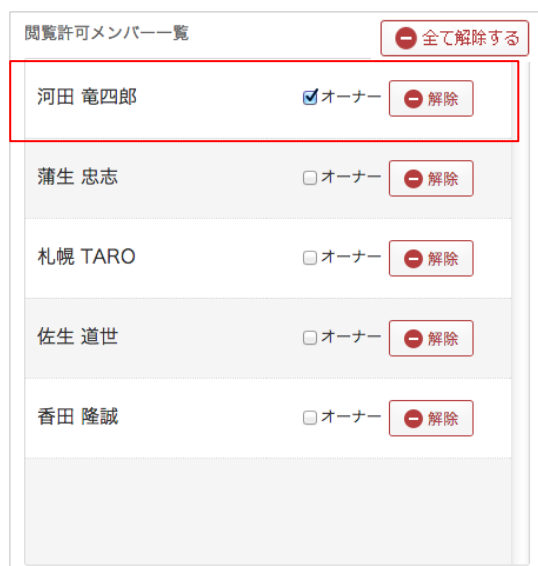 閲覧許可メンバー一覧 全て解除する
河田 竜四郎 オーナー 解除
蒲生 忠志 オーナー 解除
札幌 TARO オーナー 解除
佐生 道世 オーナー 解除
香田 隆誠 オーナー 解除